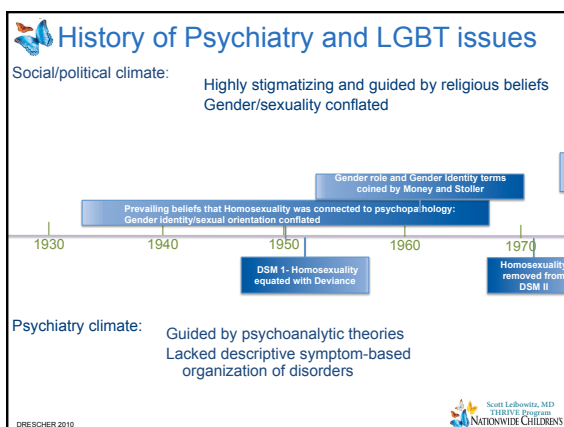 History of Psychiatry and LGBT issues
Social/political climate:
Highly stigmatizing and guided by religious beliefs
Gender/sexuality conflated
Gender role and Gender Identity terms
coined by Money and Stoller
Prevailing beliefs that Homosexuality was connected to psychopathology:
Gender identity/sexual orientation conflated
1930 1940 1950 1960 1970
DSM 1- Homosexuality
equated with Deviance
Homosexuality
removed from
DSM II
Psychiatry climate:
Guided by psychoanalytic theories
Lacked descriptive symptom-based
organization of disorders
DRESCHER 2010
Scott Leibowitz, MD
THRIVE Program
NATIONWIDE CHILDREN'S